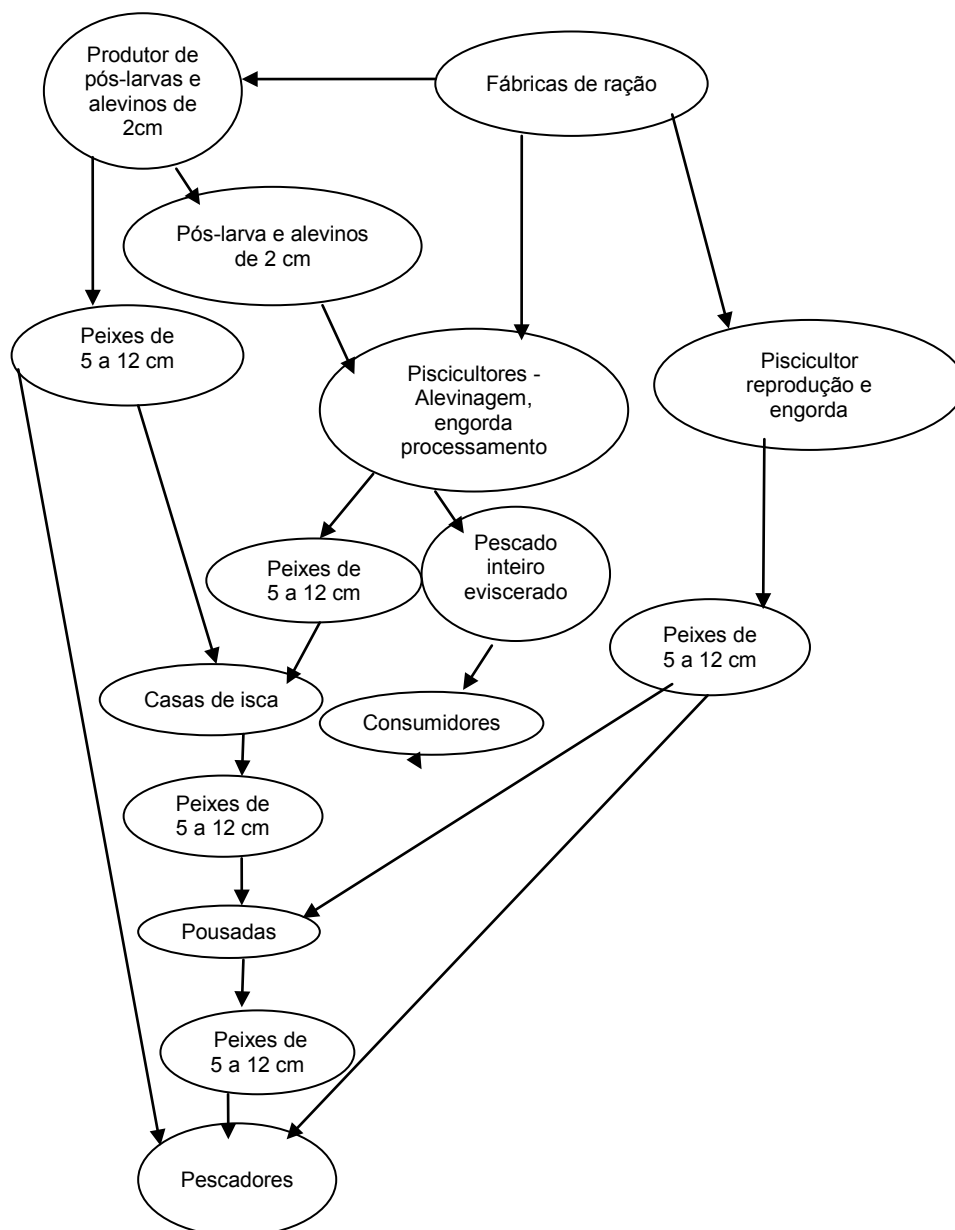 Produtor de
pós-larvas e
alevinos de
2cm
Fábricas de ração
Pós-larva e alevinos
de 2 cm
Peixes de
5 a 12 cm
Piscicultores -
Alevinagem,
engorda
processamento
Piscicultor
reprodução e
engorda
Peixes de
5 a 12 cm
Pescado
inteiro
eviscerado
Peixes de
5 a 12 cm
Casas de isca
Consumidores
Peixes de
5 a 12 cm
Pousadas
Peixes de
5 a 12 cm
Pescadores